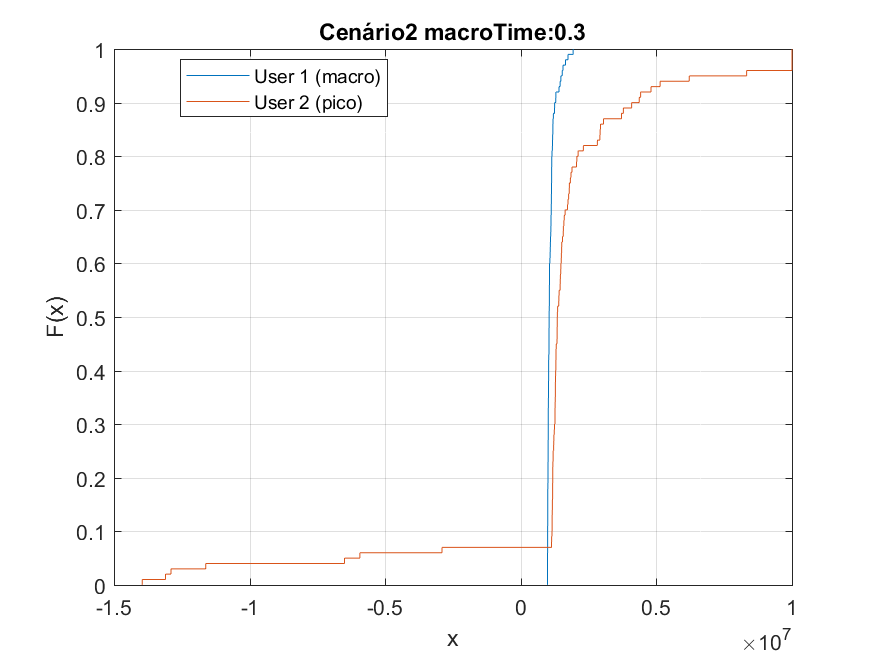 Cenário2 macroTime:0.3
User 1 (macro)
User 2 (pico)
1
0.9
0.8
0.7
0.6
0.5
0.4
0.3
0.2
0.1
0
F(x)
-1.5 -1 -0.5 0 0.5 1
x
×10⁷